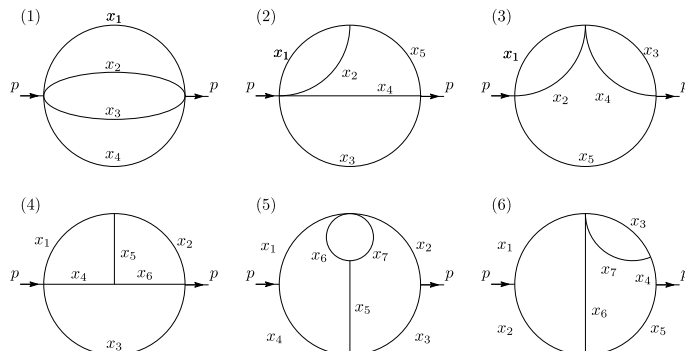 (1) x₁ (2) (3)
x₁ x₅ x₁ x₃
p x₂ p p x₂ x₄ p p x₂ x₄ p
x₃
x₄ x₃ x₅
(4) (5) (6)
x₁ x₂ x₁ x₂ x₁ x₃
x₅ x₆ x₇ x₇
p x₄ x₆ p p p p x₄ p
x₅ x₆
x₃ x₄ x₃ x₂ x₅